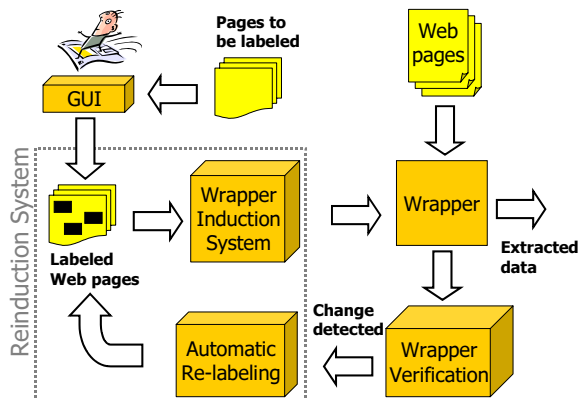 Pages to
be labeled
Web
pages
GUI
Reinduction System
Wrapper
Induction
System
Wrapper
Labeled
Web pages
Extracted
data
Change
detected
Automatic
Re-labeling
Wrapper
Verification